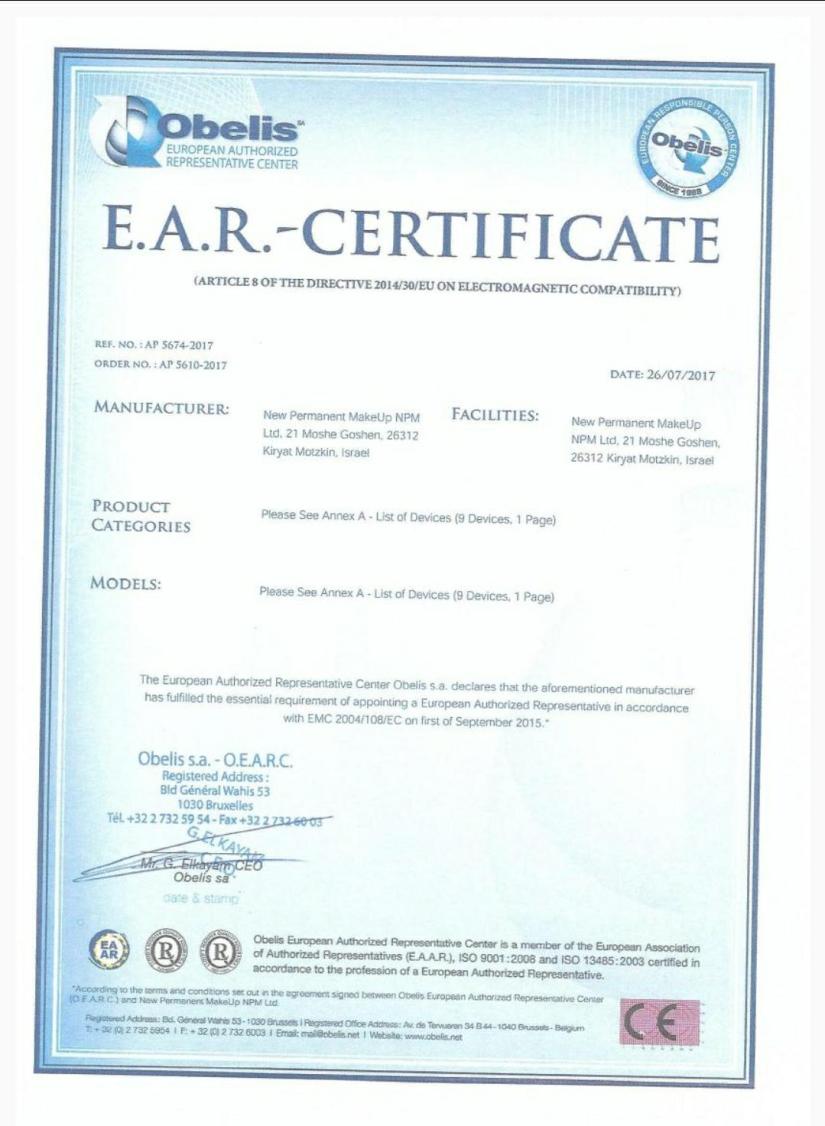 Obelis SA
EUROPEAN AUTHORIZED
REPRESENTATIVE CENTER
EUROPEAN RESPONSIBLE PERSON CENTER
Obelis
SINCE 1988
E.A.R.-CERTIFICATE
(ARTICLE 8 OF THE DIRECTIVE 2014/30/EU ON ELECTROMAGNETIC COMPATIBILITY)
REF. NO. : AP 5674-2017
ORDER NO. : AP 5610-2017
DATE: 26/07/2017
MANUFACTURER:
New Permanent MakeUp NPM
Ltd, 21 Moshe Goshen, 26312
Kiryat Motzkin, Israel
FACILITIES:
New Permanent MakeUp
NPM Ltd, 21 Moshe Goshen,
26312 Kiryat Motzkin, Israel
PRODUCT
CATEGORIES
Please See Annex A - List of Devices (9 Devices, 1 Page)
MODELS:
Please See Annex A - List of Devices (9 Devices, 1 Page)
The European Authorized Representative Center Obelis s.a. declares that the aforementioned manufacturer
has fulfilled the essential requirement of appointing a European Authorized Representative in accordance
with EMC 2004/108/EC on first of September 2015.*
Obelis s.a. - O.E.A.R.C.
Registered Address :
Bld Général Wahis 53
1030 Bruxelles
Tél. +32 2 732 59 54 - Fax +32 2 732 60 03
G.ELKAYAM
CEO
Mr. G. Elkayam CEO
Obelis sa
date & stamp
EA
AR
R
R
Obelis European Authorized Representative Center is a member of the European Association
of Authorized Representatives (E.A.A.R.), ISO 9001:2008 and ISO 13485:2003 certified in
accordance to the profession of a European Authorized Representative.
*According to the terms and conditions set out in the agreement signed between Obelis European Authorized Representative Center
(O.E.A.R.C.) and New Permanent MakeUp NPM Ltd.
Registered Address: Bd. Général Wahis 53 - 1030 Brussels I Registered Office Address: Av. de Tervueren 34 B 44 - 1040 Brussels - Belgium
T: + 32 (0) 2 732 5954 I F: + 32 (0) 2 732 6003 I Email: mail@obelis.net I Website: www.obelis.net
CE